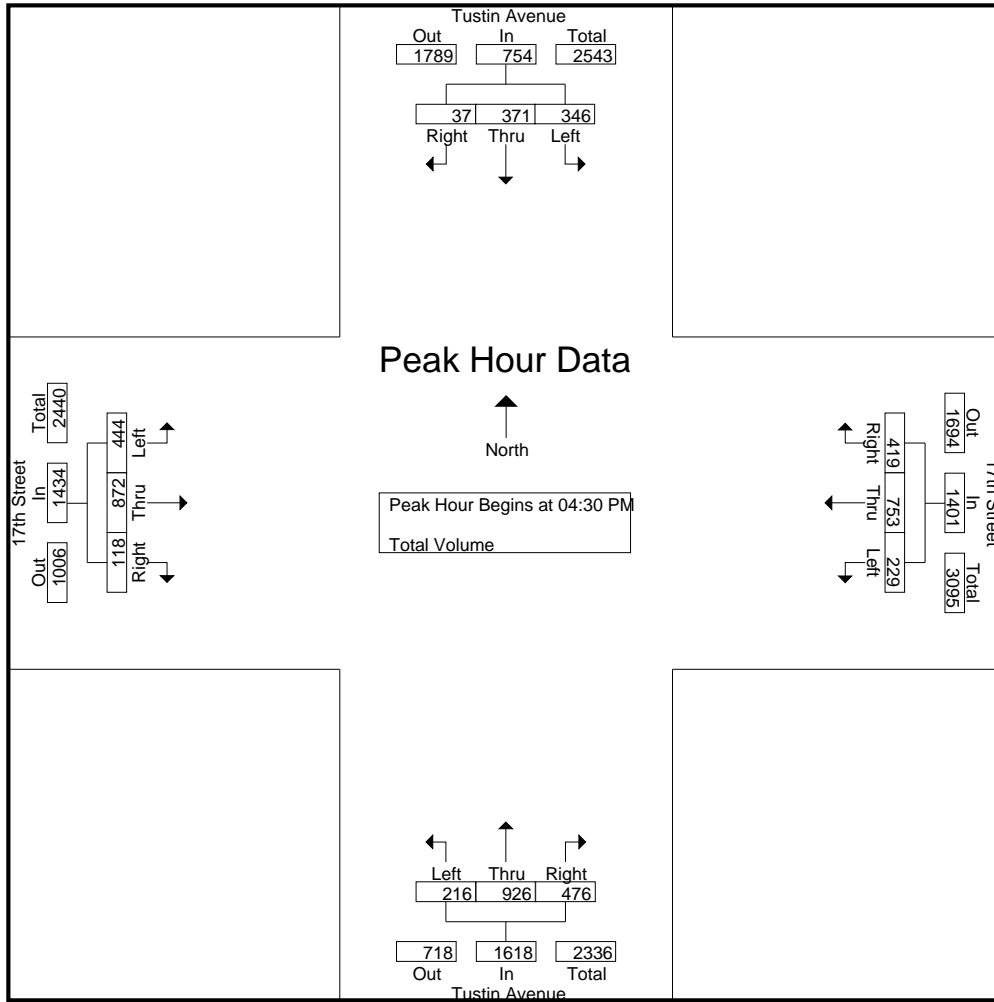 Tustin Avenue
Out In Total
1789 754 2543
37 371 346
Right Thru Left
Peak Hour Data
North
Peak Hour Begins at 04:30 PM
Total Volume
17th Street
Total In Out
2440 1434 1006
444 872 118
Left Thru Right
17th Street
Out In Total
1694 1401 3095
419 753 229
Right Thru Left
Left Thru Right
216 926 476
718 1618 2336
Out In Total
Tustin Avenue